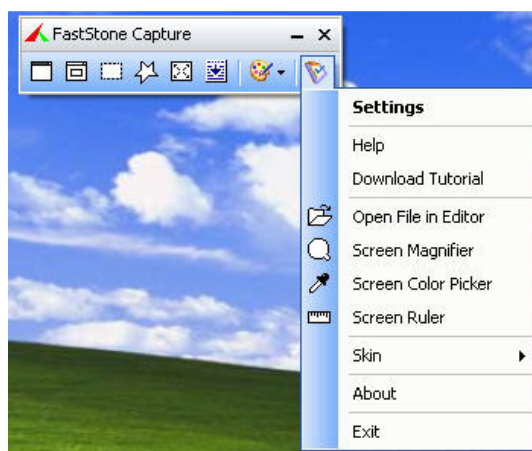 FastStone Capture
Settings
Help
Download Tutorial
Open File in Editor
Screen Magnifier
Screen Color Picker
Screen Ruler
Skin
About
Exit